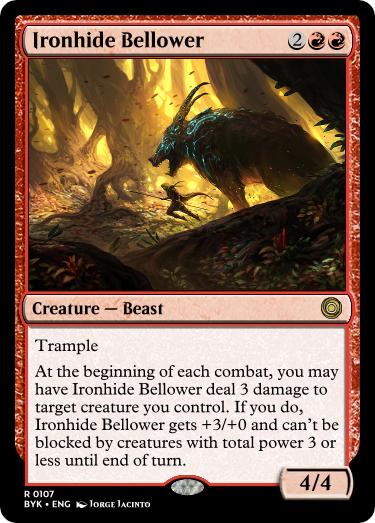 Ironhide Bellower 2
Creature — Beast
Trample
At the beginning of each combat, you may
have Ironhide Bellower deal 3 damage to
target creature you control. If you do,
Ironhide Bellower gets +3/+0 and can't be
blocked by creatures with total power 3 or
less until end of turn.
4/4
R 0107
BYK • ENG Jorge Jacinto